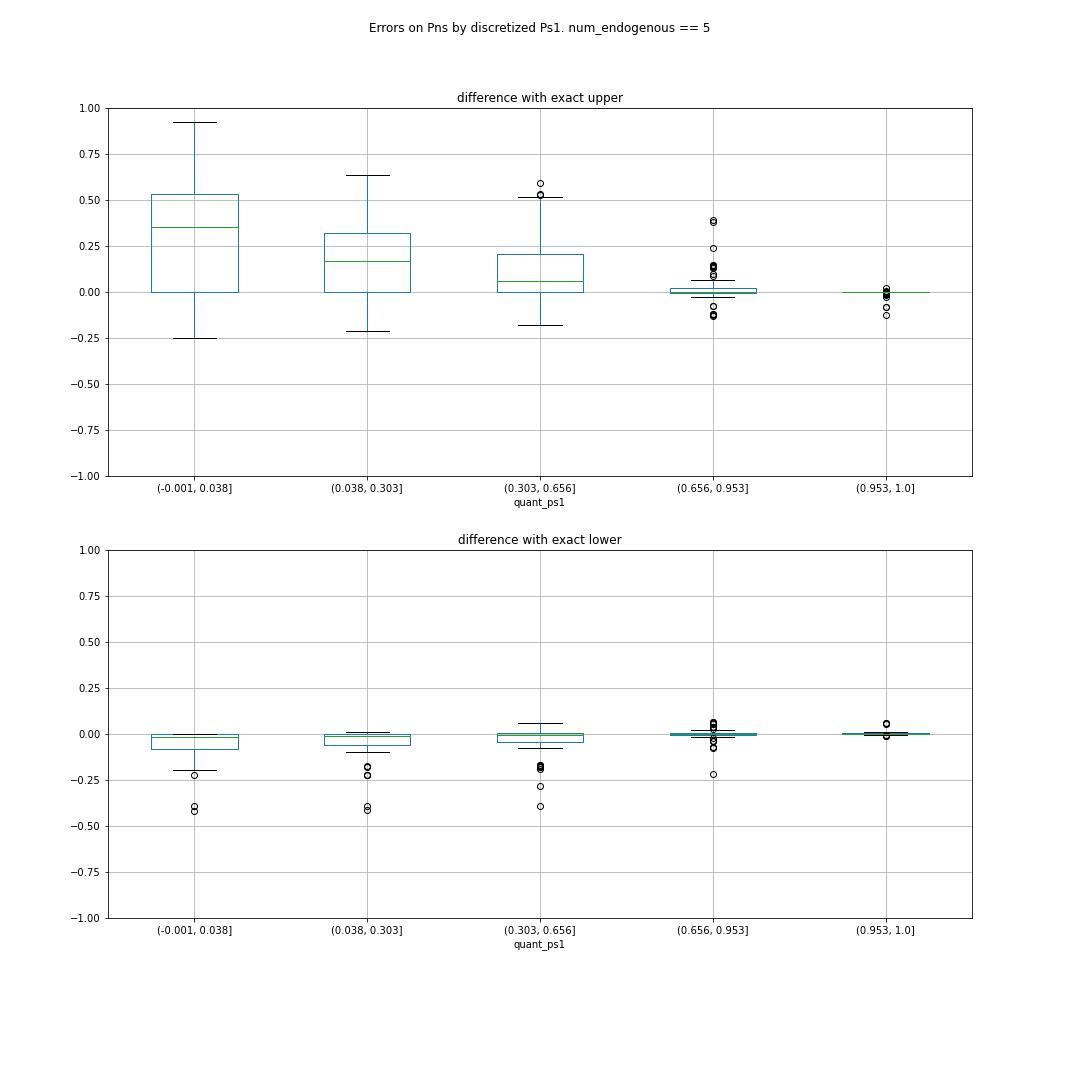 Errors on Pns by discretized Ps1. num_endogenous == 5
difference with exact upper
1.00
0.75
0.50
0.25
0.00
−0.25
−0.50
−0.75
−1.00
(-0.001, 0.038] (0.038, 0.303] (0.303, 0.656] (0.656, 0.953] (0.953, 1.0]
quant_ps1
difference with exact lower
1.00
0.75
0.50
0.25
0.00
−0.25
−0.50
−0.75
−1.00
(-0.001, 0.038] (0.038, 0.303] (0.303, 0.656] (0.656, 0.953] (0.953, 1.0]
quant_ps1